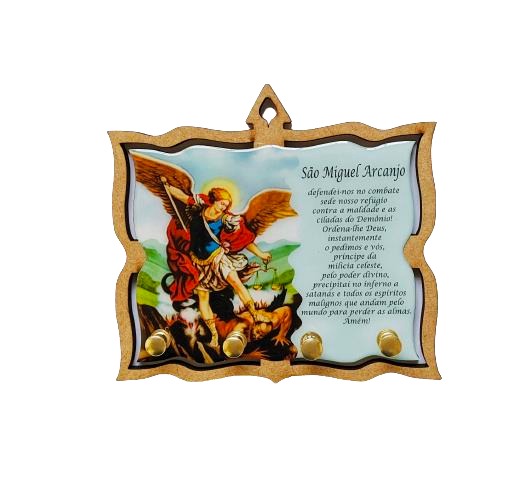 São Miguel Arcanjo
defendei-nos no combate
sede nosso refúgio
contra a maldade e as
ciladas do Demônio!
Ordena-lhe Deus,
instantemente
o pedimos e vós,
príncipe da
milícia celeste,
pelo poder divino,
precipitai no inferno a
satanás e todos os espíritos
malignos que andam pelo
mundo para perder as almas.
Amém!